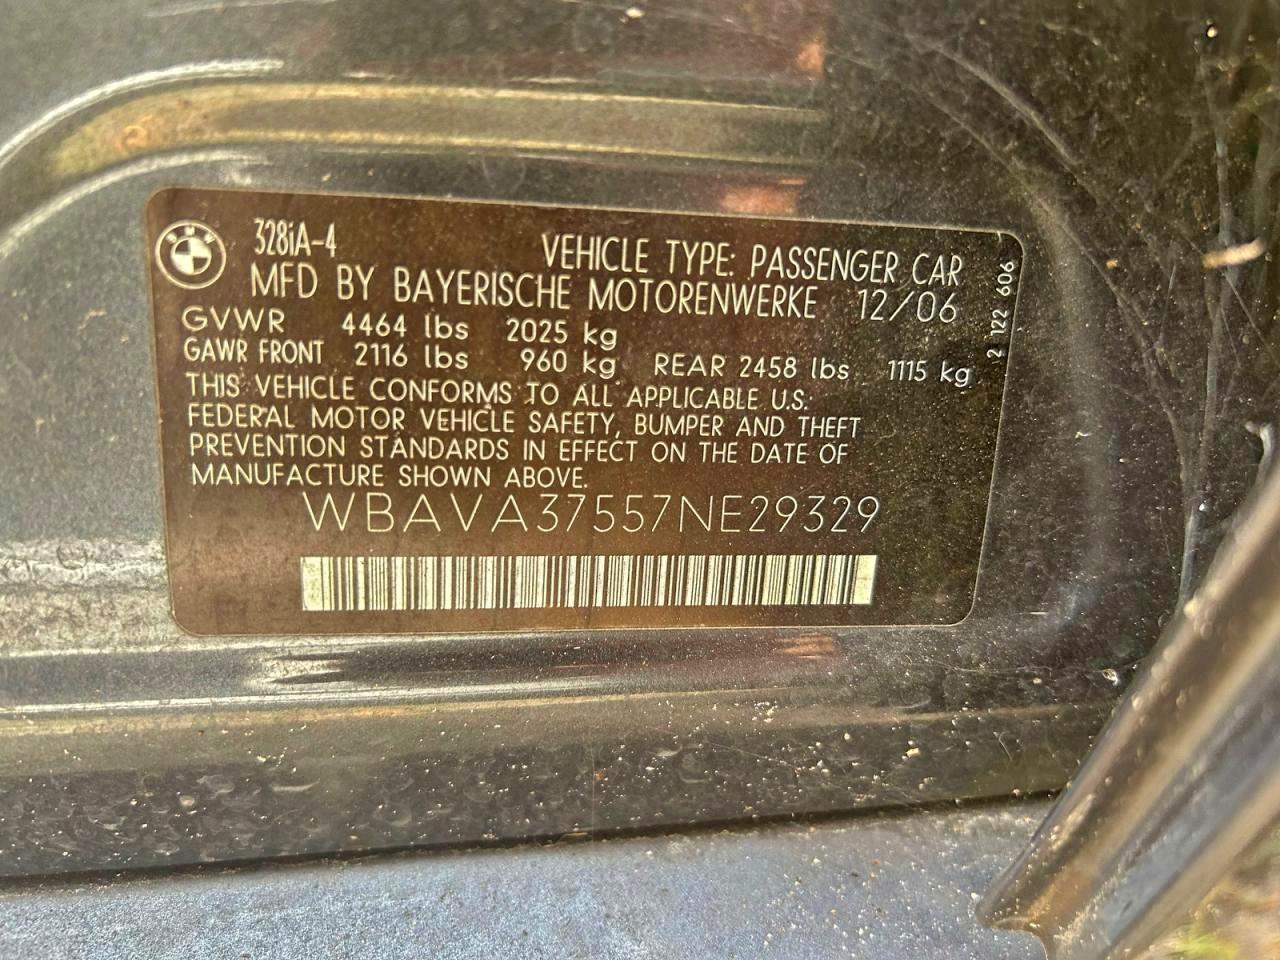 BMW
328iA-4
VEHICLE TYPE: PASSENGER CAR
MFD BY BAYERISCHE MOTORENWERKE 12/06
GVWR 4464 lbs 2025 kg
GAWR FRONT 2116 lbs 960 kg REAR 2458 lbs 1115 kg
THIS VEHICLE CONFORMS TO ALL APPLICABLE U.S.
FEDERAL MOTOR VEHICLE SAFETY, BUMPER AND THEFT
PREVENTION STANDARDS IN EFFECT ON THE DATE OF
MANUFACTURE SHOWN ABOVE.
WBAVA37557NE29329
2 122 606